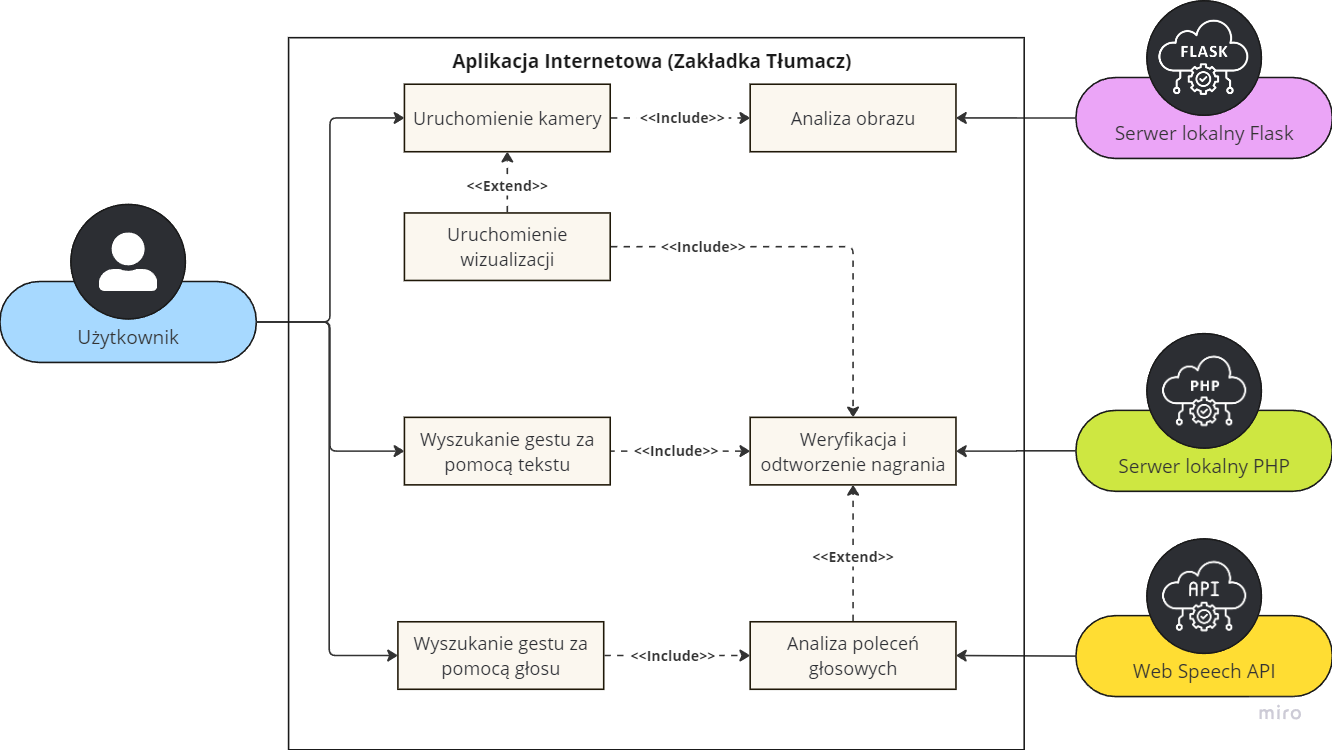 FLASK
Aplikacja Internetowa (Zakładka Tłumacz)
Uruchomienie kamery
<<Include>>
Analiza obrazu
Serwer lokalny Flask
<<Extend>>
Uruchomienie
wizualizacji
<<Include>>
Użytkownik
PHP
Wyszukanie gestu za
pomocą tekstu
<<Include>>
Weryfikacja i
odtworzenie nagrania
Serwer lokalny PHP
<<Extend>>
API
Wyszukanie gestu za
pomocą głosu
<<Include>>
Analiza poleceń
głosowych
Web Speech API
miro